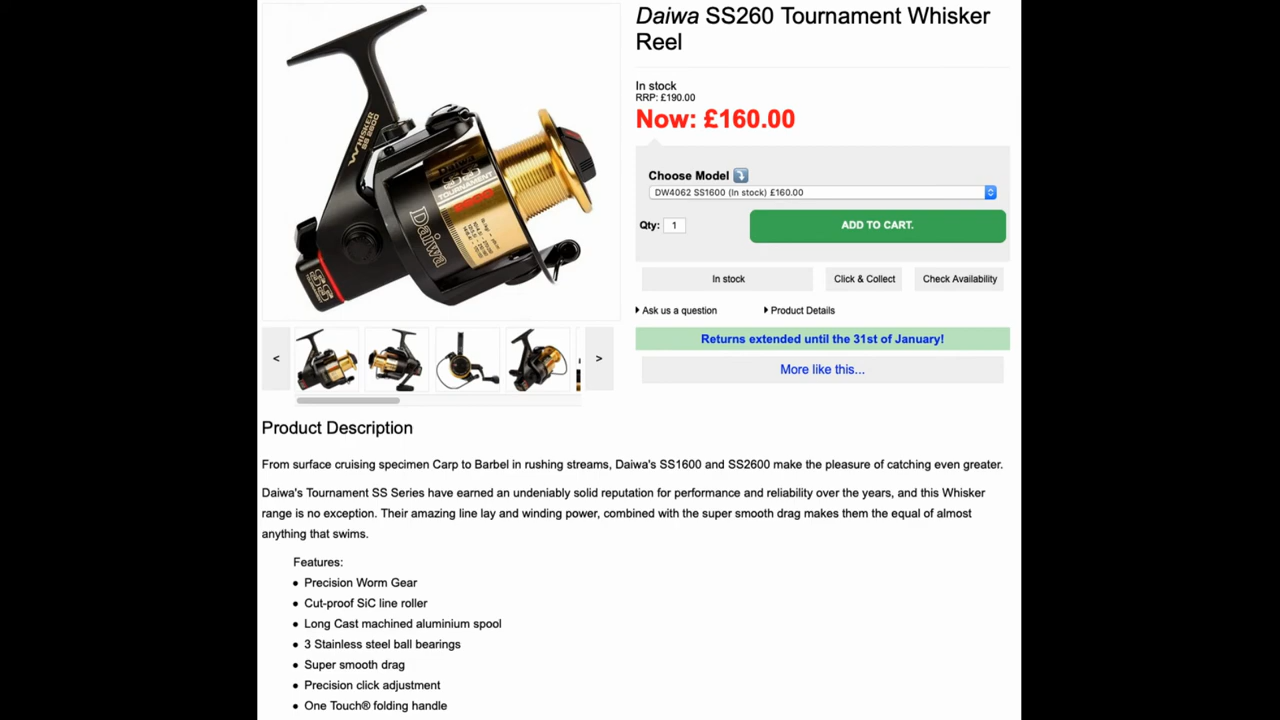 Daiwa SS260 Tournament Whisker
Reel
In stock
RRP: £190.00
Now: £160.00
Choose Model
DW4062 SS1600 (In stock) £160.00
Qty: 1
ADD TO CART.
In stock
Click & Collect
Check Availability
Ask us a question
Product Details
Returns extended until the 31st of January!
More like this...
WHISKER
SS 2600
Daiwa
SS
TOURNAMENT
Daiwa
SS
<
>
Product Description
From surface cruising specimen Carp to Barbel in rushing streams, Daiwa's SS1600 and SS2600 make the pleasure of catching even greater.
Daiwa's Tournament SS Series have earned an undeniably solid reputation for performance and reliability over the years, and this Whisker
range is no exception. Their amazing line lay and winding power, combined with the super smooth drag makes them the equal of almost
anything that swims.
Features:
• Precision Worm Gear
• Cut-proof SiC line roller
• Long Cast machined aluminium spool
• 3 Stainless steel ball bearings
• Super smooth drag
• Precision click adjustment
• One Touch® folding handle